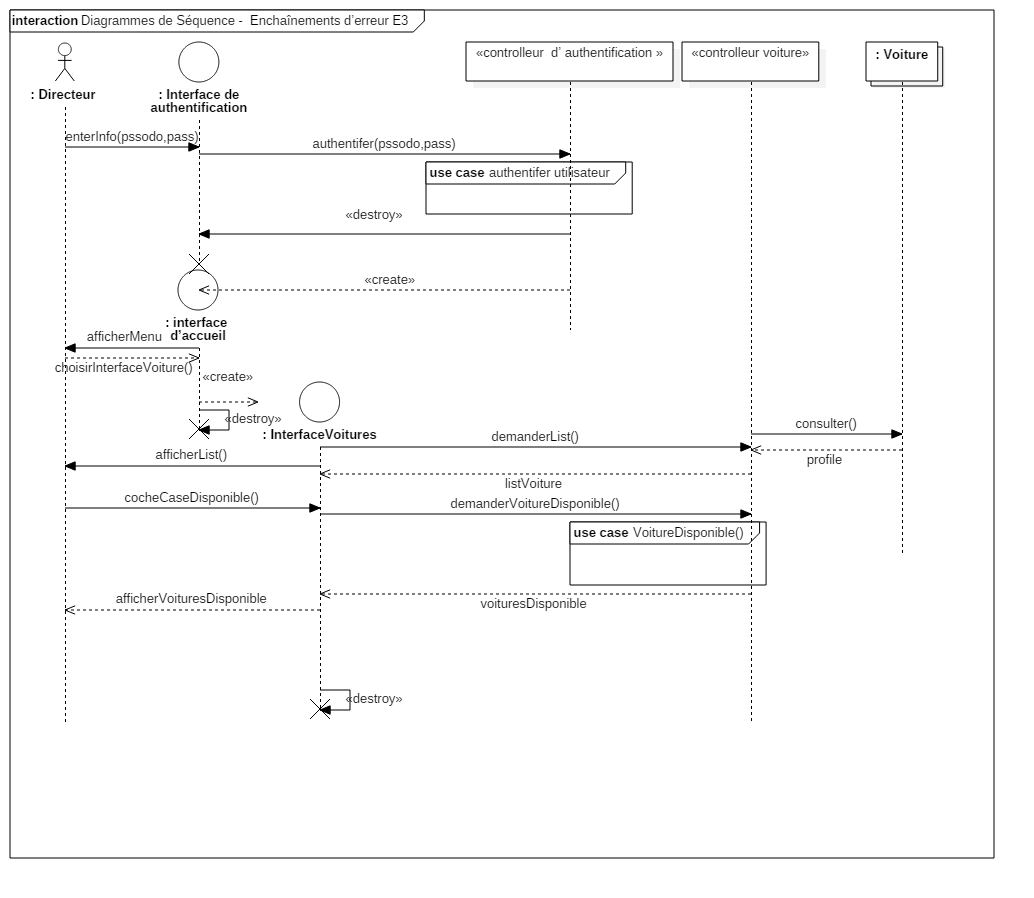 interaction Diagrammes de Séquence - Enchaînements d’erreur E3
: Directeur
: Interface de
authentification
«controlleur d’ authentification »
«controlleur voiture»
: Voiture
enterInfo(pssodo,pass)
authentifer(pssodo,pass)
use case authentifer utilisateur
«destroy»
«create»
: interface
d’accueil
afficherMenu
choisirInterfaceVoiture()
«create»
«destroy»
: InterfaceVoitures
consulter()
demanderList()
afficherList()
profile
listVoiture
cocheCaseDisponible()
demanderVoitureDisponible()
use case VoitureDisponible()
afficherVoituresDisponible
voituresDisponible
«destroy»